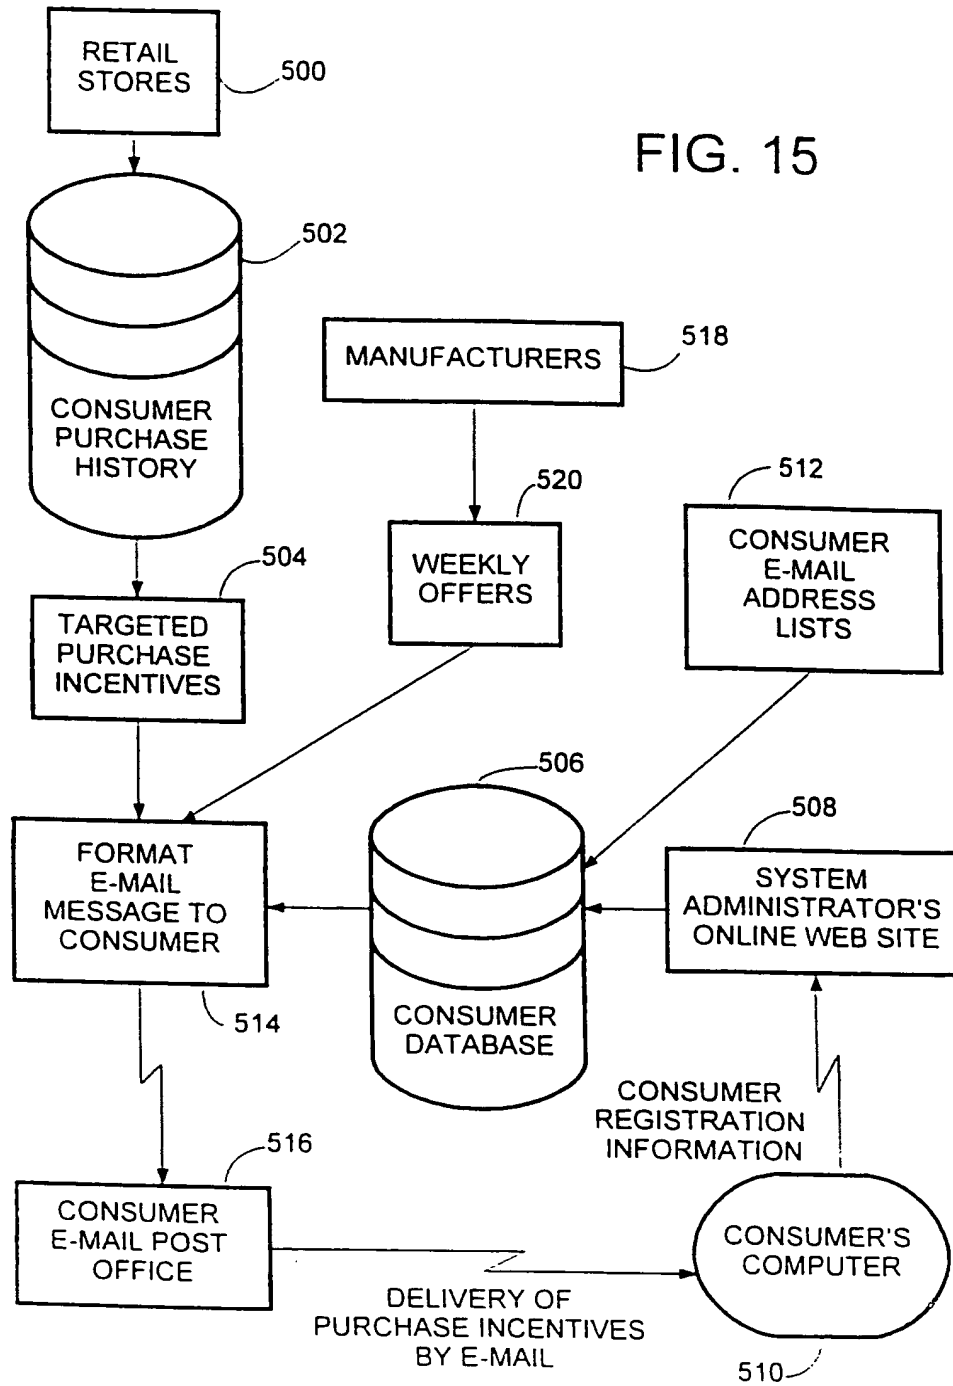 RETAIL
STORES
500
FIG. 15
502
CONSUMER
PURCHASE
HISTORY
MANUFACTURERS
518
504
TARGETED
PURCHASE
INCENTIVES
520
WEEKLY
OFFERS
512
CONSUMER
E-MAIL
ADDRESS
LISTS
506
CONSUMER
DATABASE
508
SYSTEM
ADMINISTRATOR'S
ONLINE WEB SITE
FORMAT
E-MAIL
MESSAGE TO
CONSUMER
514
CONSUMER
REGISTRATION
INFORMATION
516
CONSUMER
E-MAIL POST
OFFICE
DELIVERY OF
PURCHASE INCENTIVES
BY E-MAIL
CONSUMER'S
COMPUTER
510